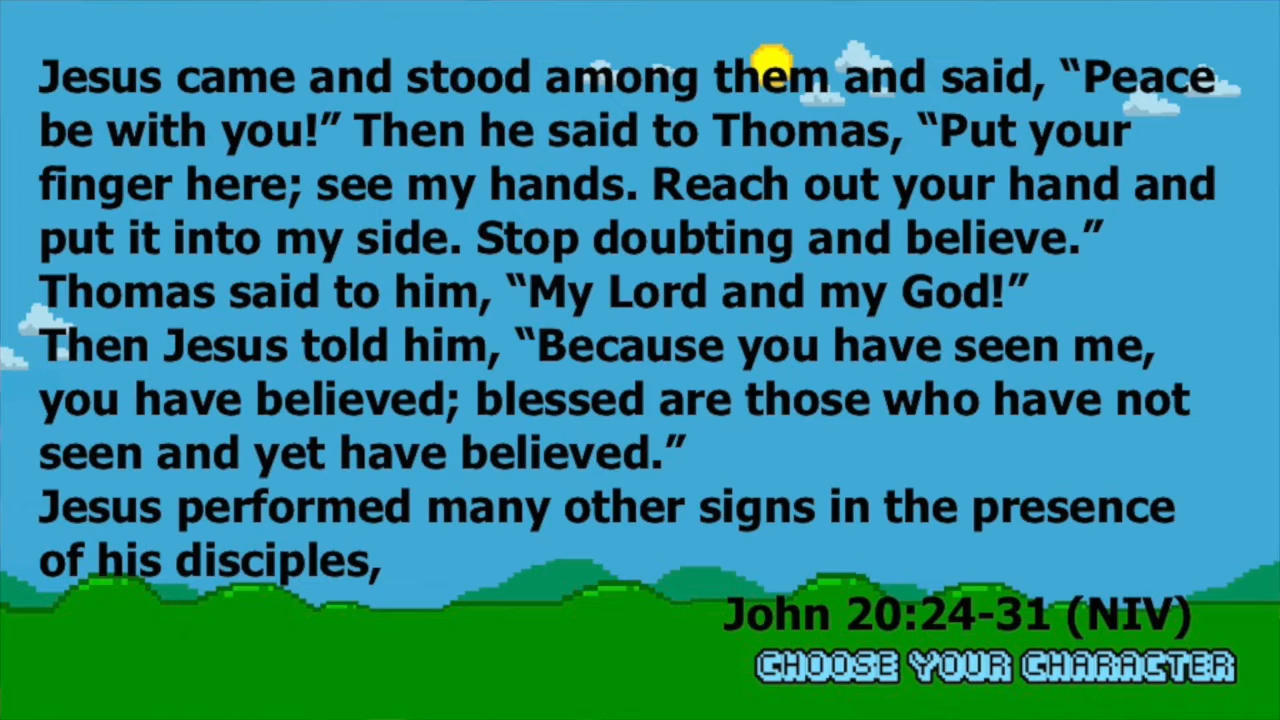 Jesus came and stood among them and said, “Peace
be with you!” Then he said to Thomas, “Put your
finger here; see my hands. Reach out your hand and
put it into my side. Stop doubting and believe.”
Thomas said to him, “My Lord and my God!”
Then Jesus told him, “Because you have seen me,
you have believed; blessed are those who have not
seen and yet have believed.”
Jesus performed many other signs in the presence
of his disciples,
John 20:24-31 (NIV)
CHOOSE YOUR CHARACTER